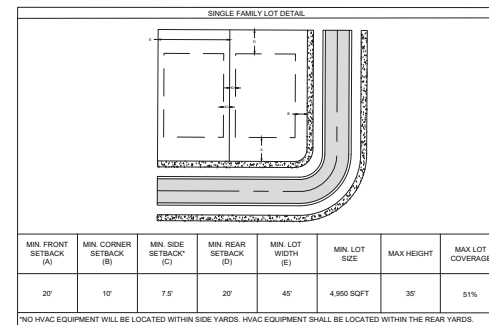 SINGLE FAMILY LOT DETAIL
E
D
C
C
B
A
MIN. FRONT SETBACK (A)
MIN. CORNER SETBACK (B)
MIN. SIDE SETBACK* (C)
MIN. REAR SETBACK (D)
MIN. LOT WIDTH (E)
MIN. LOT SIZE
MAX HEIGHT
MAX LOT COVERAGE
20'
10'
7.5'
20'
45'
4,950 SQFT
35'
51%
*NO HVAC EQUIPMENT WILL BE LOCATED WITHIN SIDE YARDS. HVAC EQUIPMENT SHALL BE LOCATED WITHIN THE REAR YARDS.